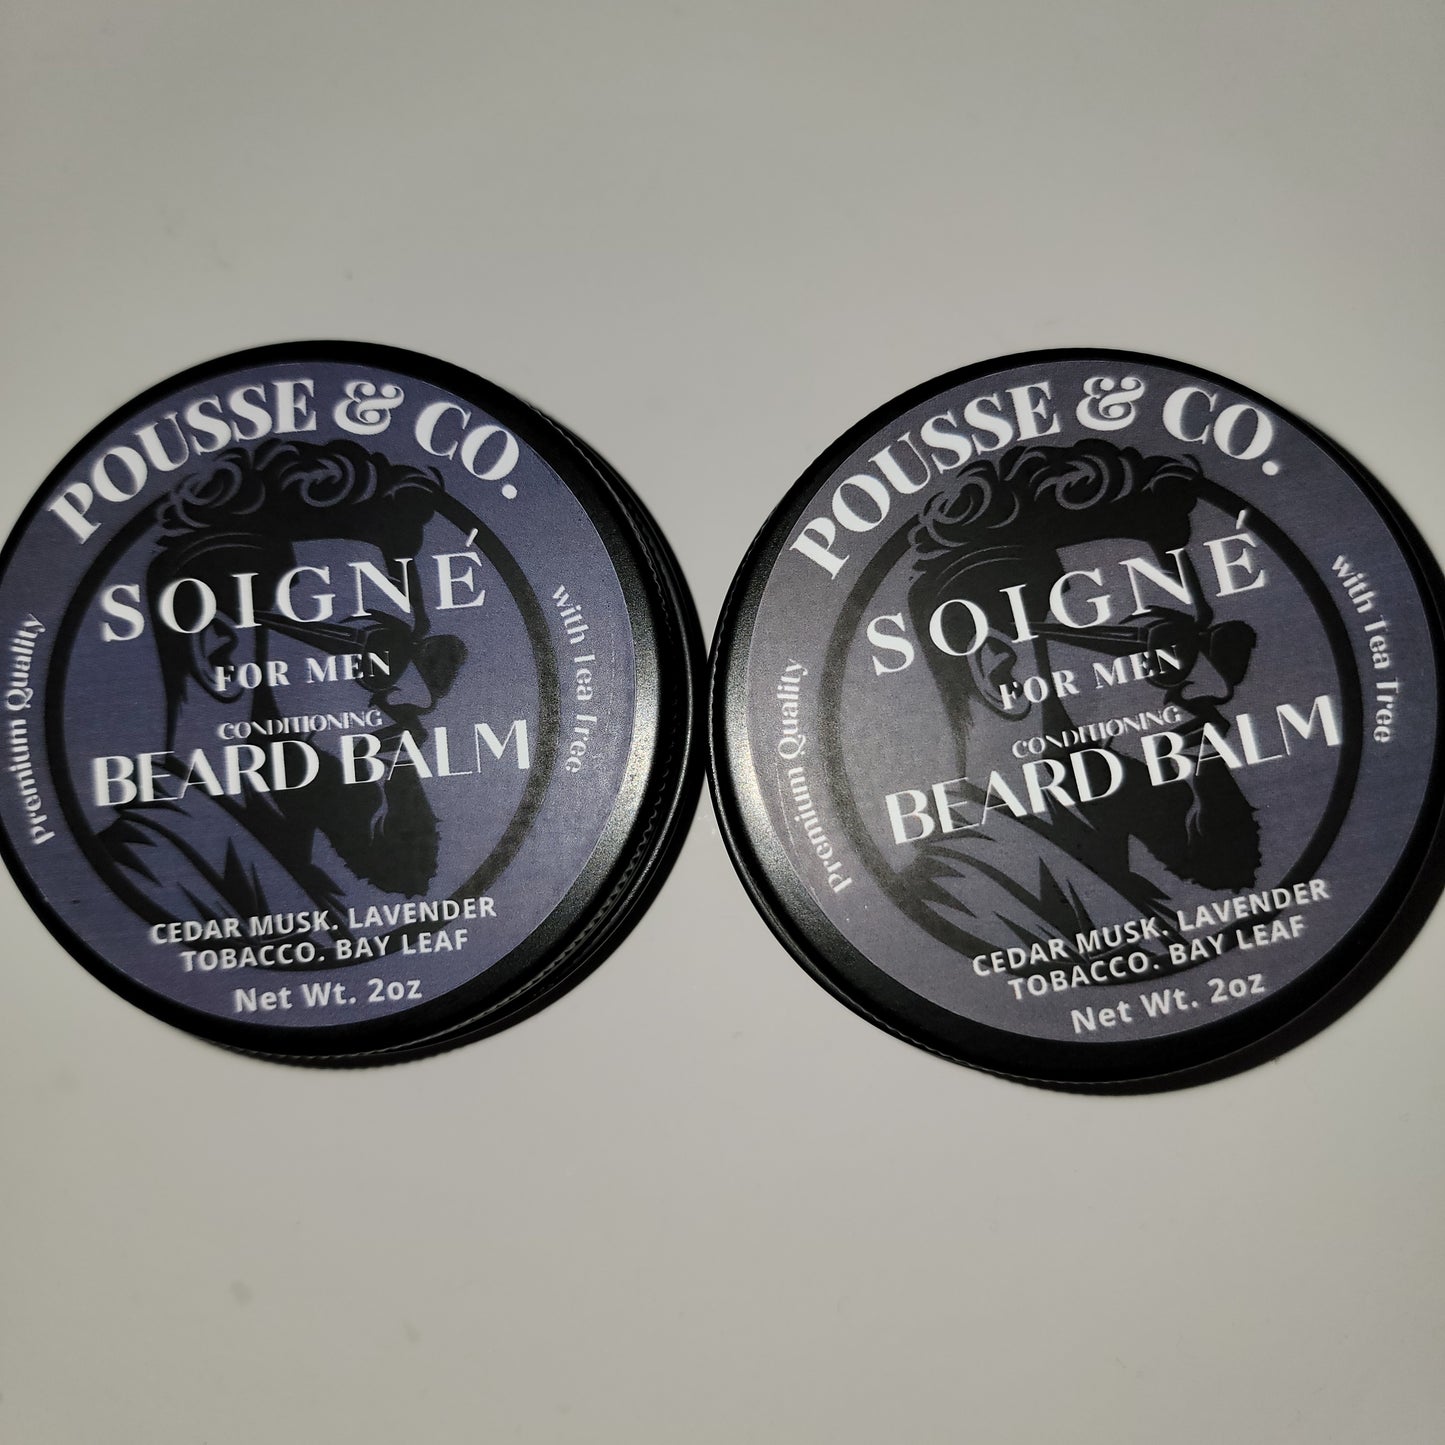 POUSSE & CO.
SOIGNÉ
FOR MEN
CONDITIONING
BEARD BALM
Premium Quality
with Tea Tree
CEDAR MUSK. LAVENDER
TOBACCO. BAY LEAF
Net Wt. 2oz
POUSSE & CO.
SOIGNÉ
FOR MEN
CONDITIONING
BEARD BALM
Premium Quality
with Tea Tree
CEDAR MUSK. LAVENDER
TOBACCO. BAY LEAF
Net Wt. 2oz